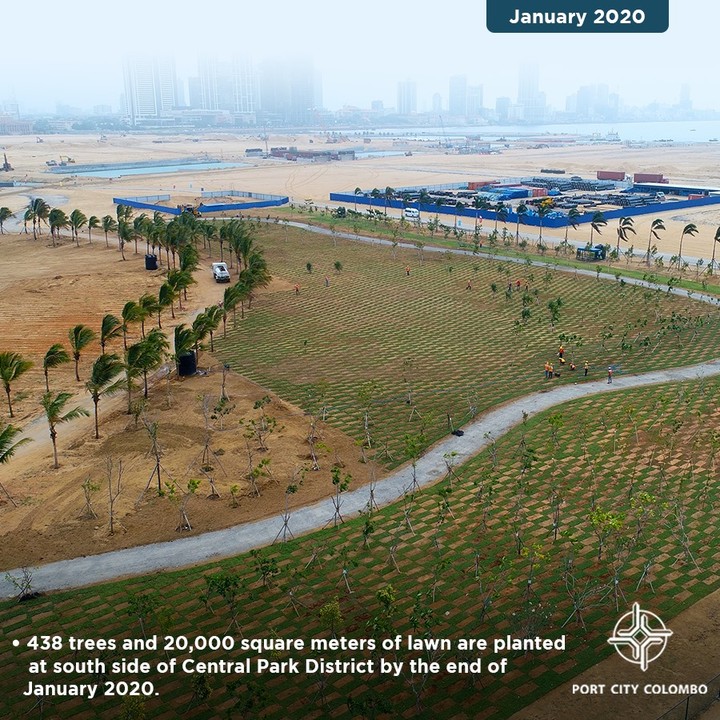 January 2020
• 438 trees and 20,000 square meters of lawn are planted
at south side of Central Park District by the end of
January 2020.
PORT CITY COLOMBO